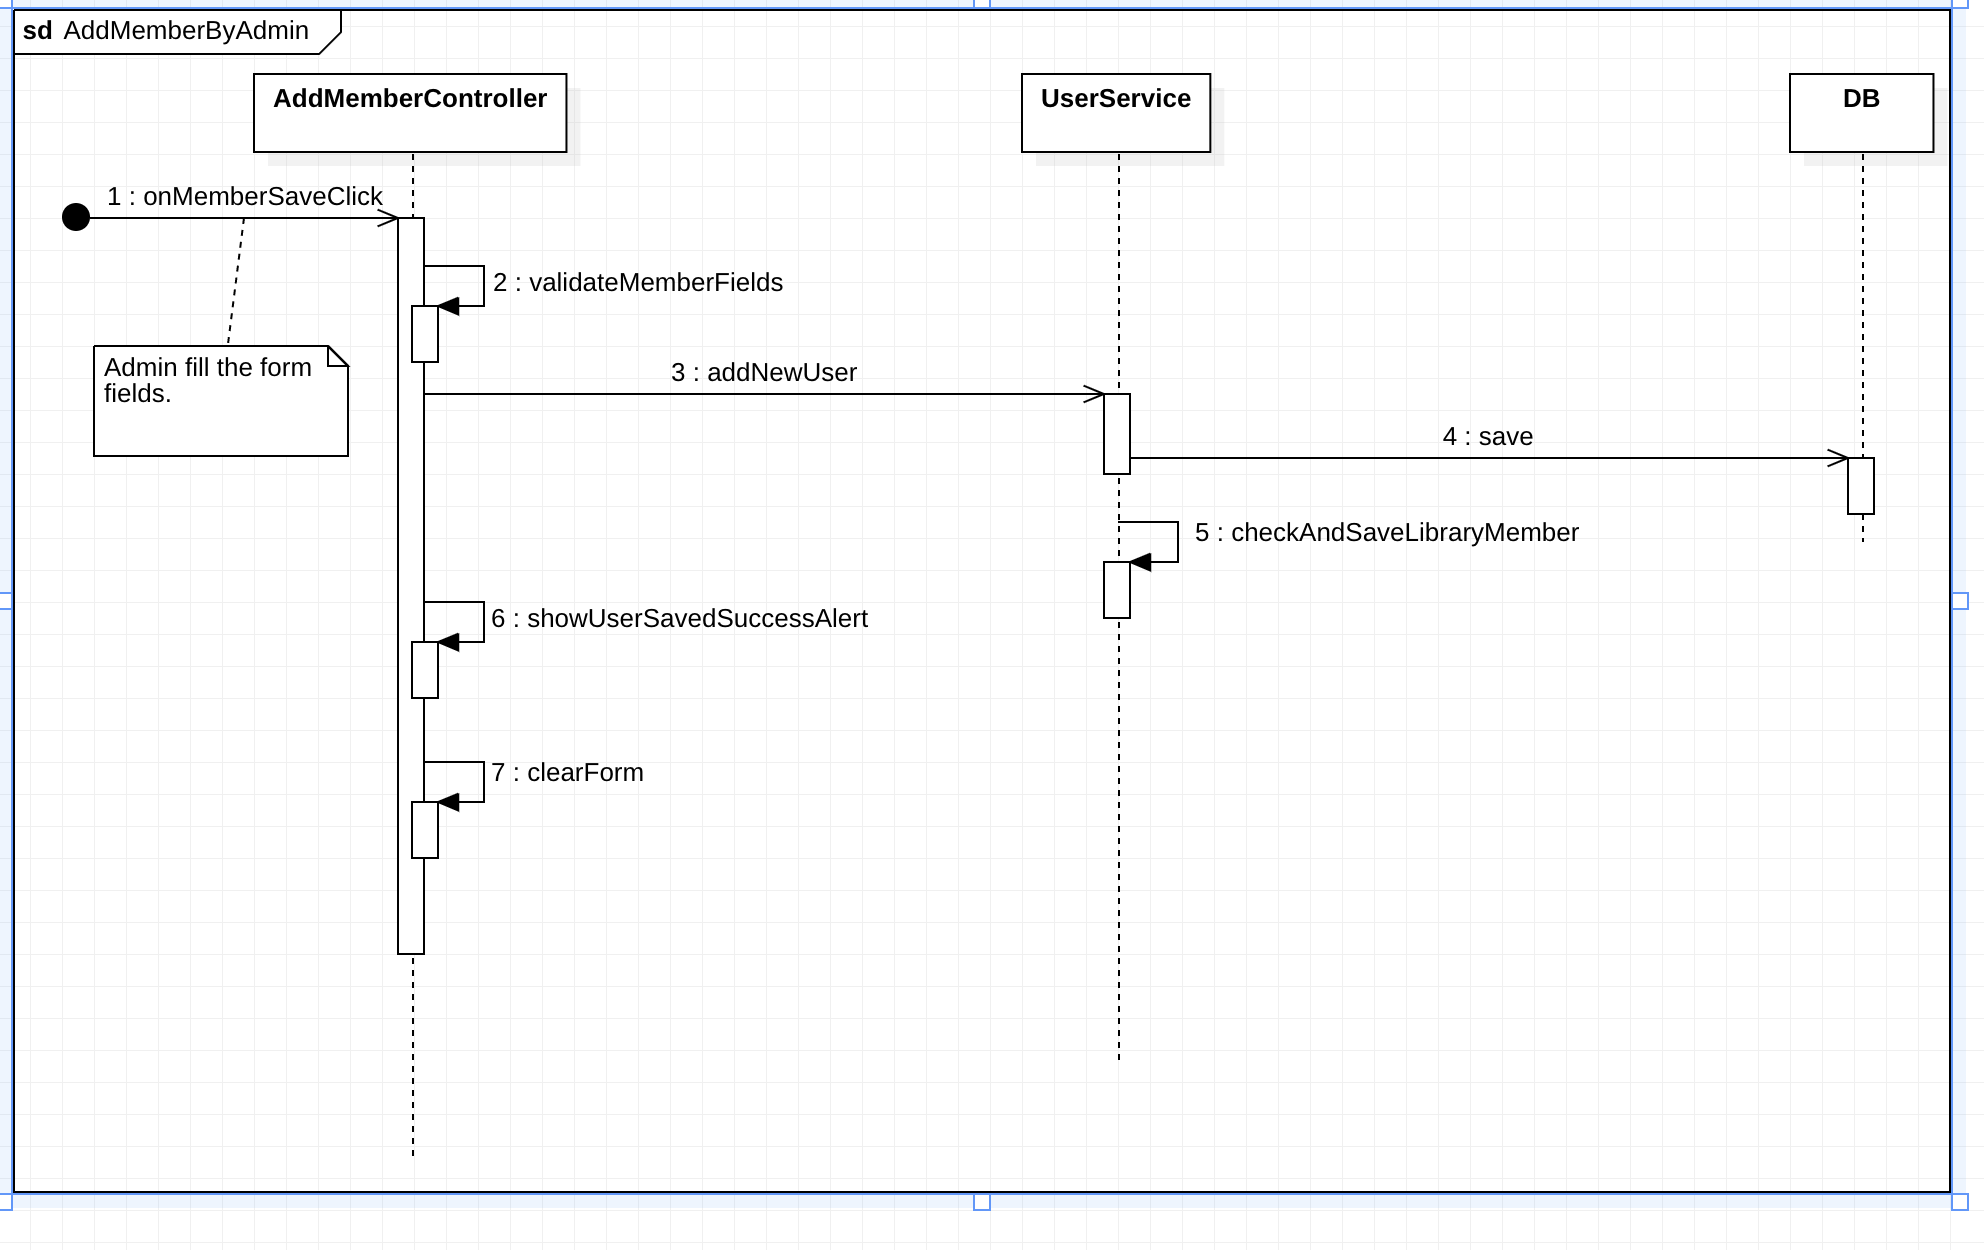 sd AddMemberByAdmin
AddMemberController
UserService
DB
1 : onMemberSaveClick
2 : validateMemberFields
Admin fill the form
fields.
3 : addNewUser
4 : save
5 : checkAndSaveLibraryMember
6 : showUserSavedSuccessAlert
7 : clearForm